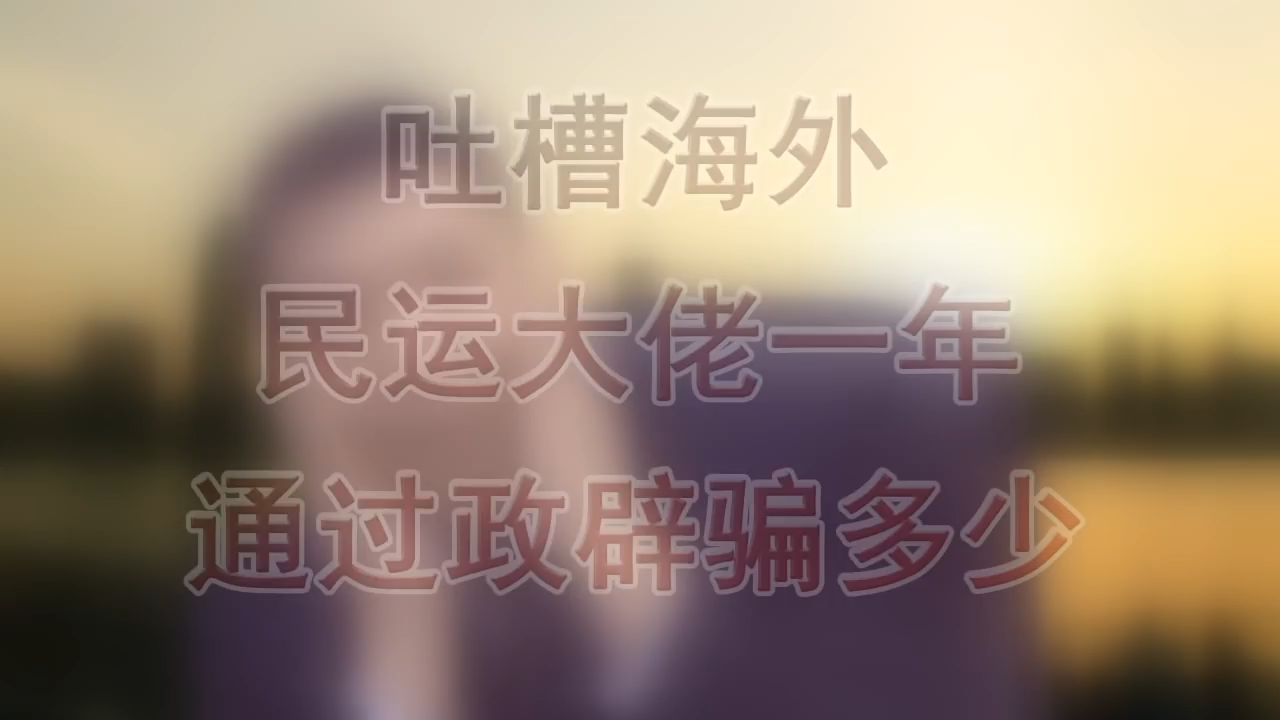 吐槽海外
民运大佬一年
通过政辟骗多少